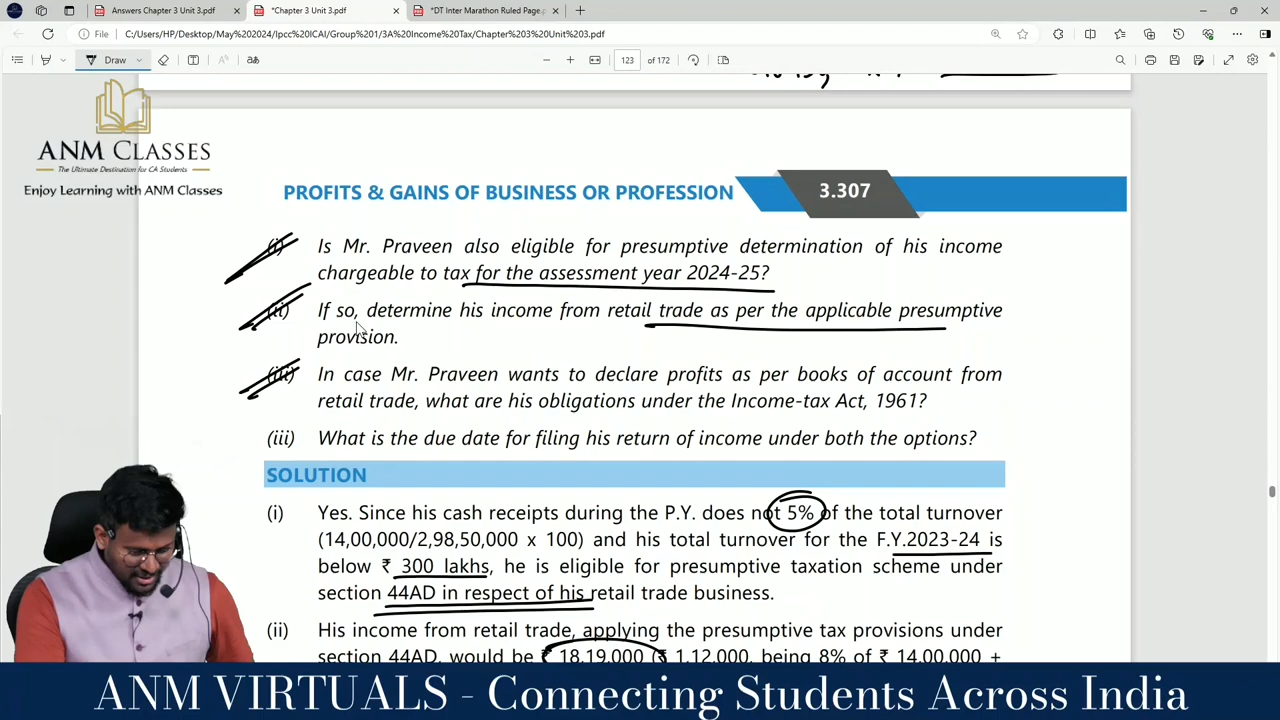 Answers Chapter 3 Unit 3.pdf
*Chapter 3 Unit 3.pdf
*DT Inter Marathon Ruled Page.p
File
C:/Users/HP/Desktop/May%202024/Ipcc%20ICAI/Group%201/3A%20Income%20Tax/Chapter%203%20Unit%203.pdf
Draw
123 of 172
ANM CLASSES
The Ultimate Destination for CA Students
Enjoy Learning with ANM Classes
PROFITS & GAINS OF BUSINESS OR PROFESSION 3.307
(i) Is Mr. Praveen also eligible for presumptive determination of his income
chargeable to tax for the assessment year 2024-25?
(ii) If so, determine his income from retail trade as per the applicable presumptive
provision.
(iii) In case Mr. Praveen wants to declare profits as per books of account from
retail trade, what are his obligations under the Income-tax Act, 1961?
(iii) What is the due date for filing his return of income under both the options?
SOLUTION
(i) Yes. Since his cash receipts during the P.Y. does not 5% of the total turnover
(14,00,000/2,98,50,000 x 100) and his total turnover for the F.Y.2023-24 is
below ₹ 300 lakhs, he is eligible for presumptive taxation scheme under
section 44AD in respect of his retail trade business.
(ii) His income from retail trade, applying the presumptive tax provisions under
section 44AD, would be ₹ 18,19,000 (₹ 1,12,000, being 8% of ₹ 14,00,000 +
ANM VIRTUALS - Connecting Students Across India